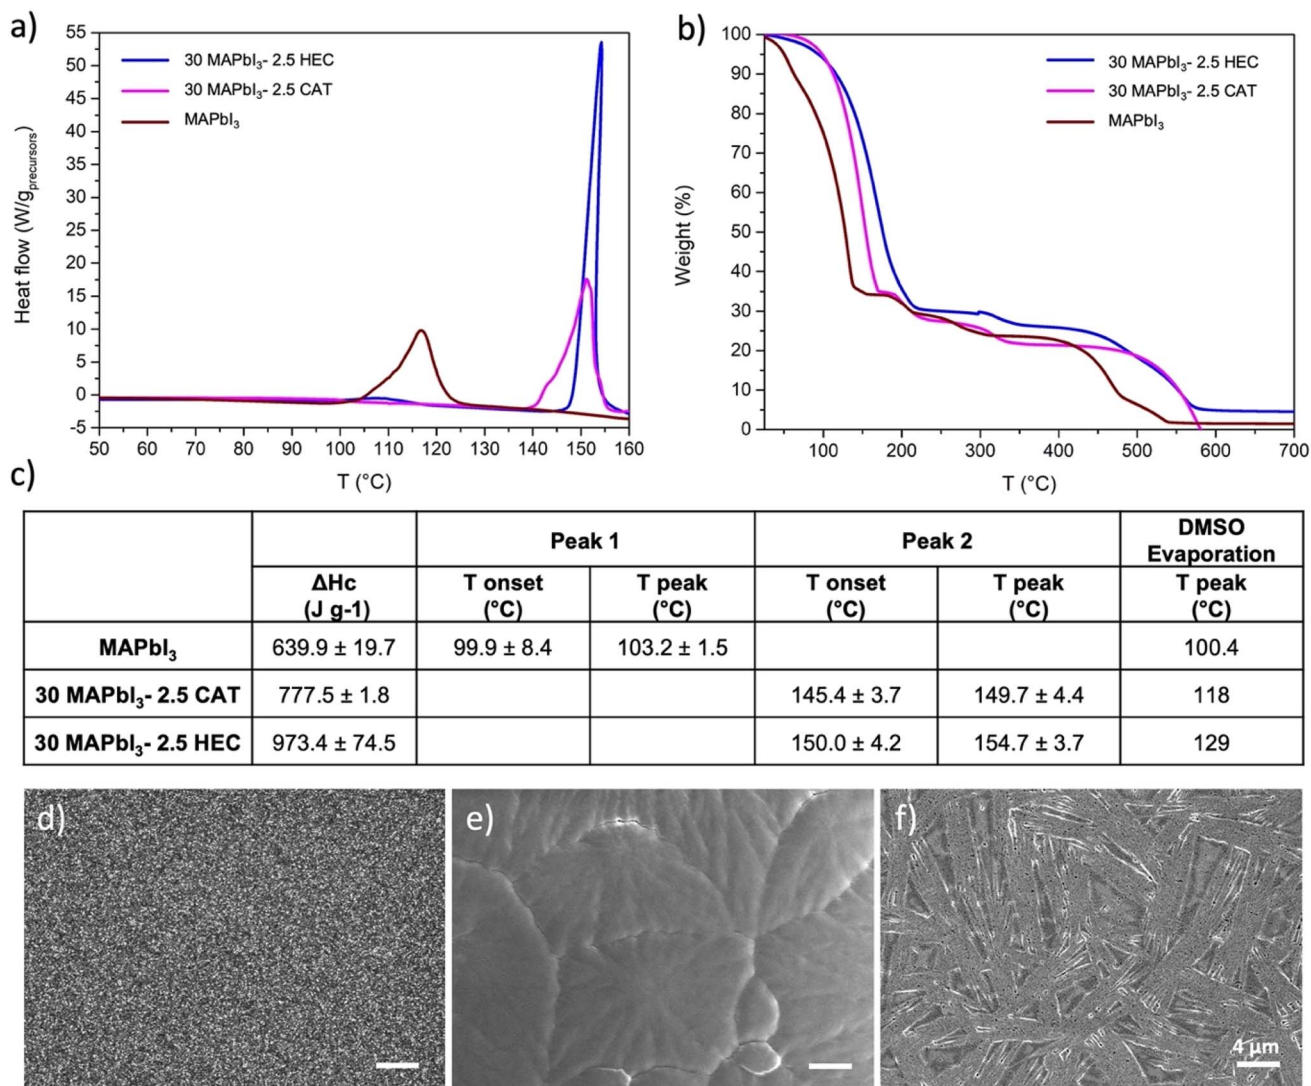 a)
55
50
45
40
35
30
25
20
15
10
5
0
-5
Heat flow (W/gprecursors)
30 MAPbI₃- 2.5 HEC
30 MAPbI₃- 2.5 CAT
MAPbI₃
50 60 70 80 90 100 110 120 130 140 150 160
T (°C)
b)
100
90
80
70
60
50
40
30
20
10
0
Weight (%)
30 MAPbI₃- 2.5 HEC
30 MAPbI₃- 2.5 CAT
MAPbI₃
100 200 300 400 500 600 700
T (°C)
c)
Peak 1 Peak 2 DMSO
Evaporation
ΔHc T onset T peak T onset T peak T peak
(J g-1) (°C) (°C) (°C) (°C) (°C)
MAPbI₃ 639.9 ± 19.7 99.9 ± 8.4 103.2 ± 1.5 100.4
30 MAPbI₃- 2.5 CAT 777.5 ± 1.8 145.4 ± 3.7 149.7 ± 4.4 118
30 MAPbI₃- 2.5 HEC 973.4 ± 74.5 150.0 ± 4.2 154.7 ± 3.7 129
d)
e)
f)
4 µm